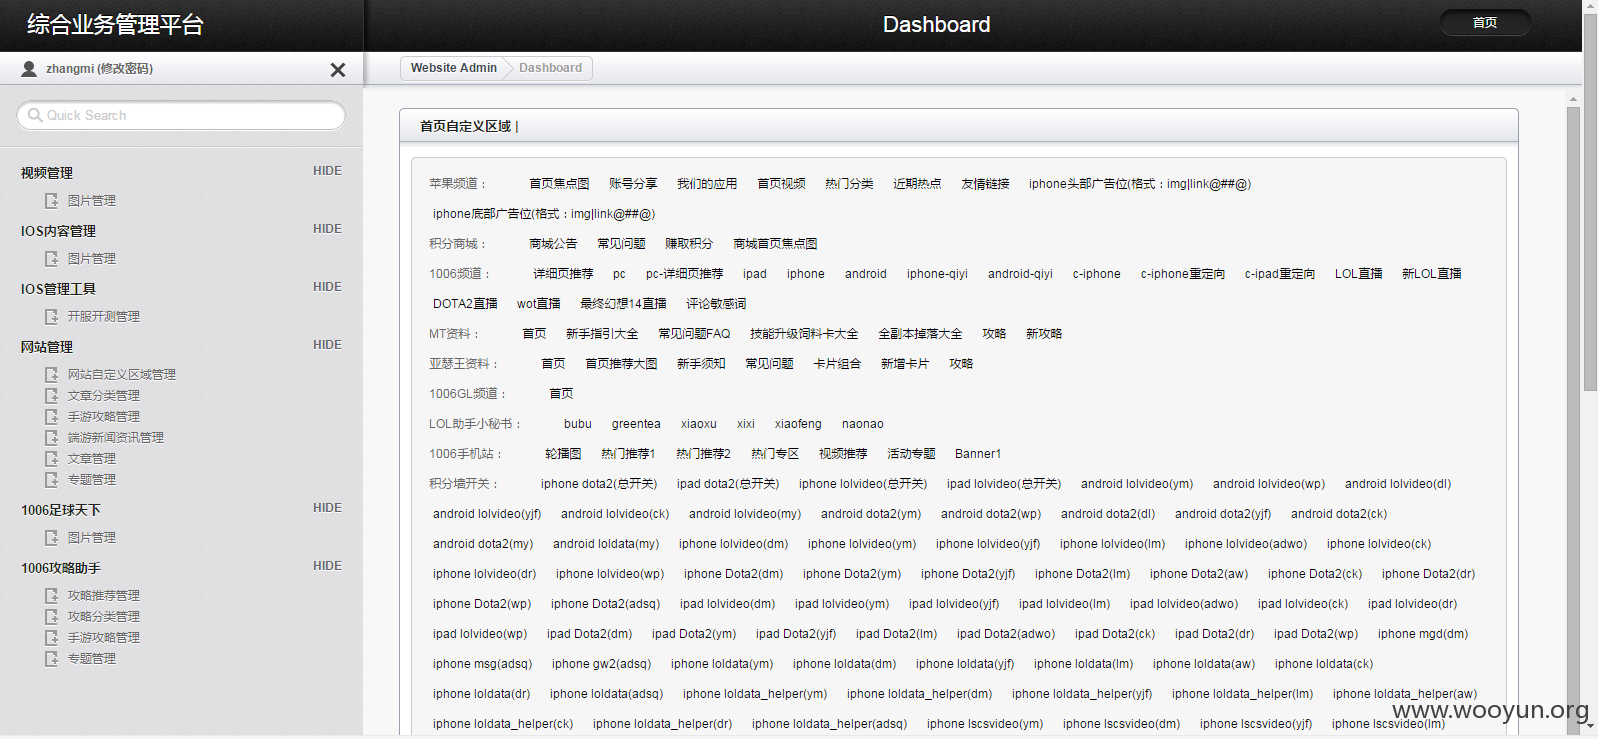 综合业务管理平台
Dashboard
首页
zhangmi (修改密码)
Website Admin Dashboard
Quick Search
视频管理 HIDE
图片管理
IOS内容管理 HIDE
图片管理
IOS管理工具 HIDE
开服开测管理
网站管理 HIDE
网站自定义区域管理
文章分类管理
手游攻略管理
端游新闻资讯管理
文章管理
专题管理
1006足球天下 HIDE
图片管理
1006攻略助手 HIDE
攻略推荐管理
攻略分类管理
手游攻略管理
专题管理
首页自定义区域 |
苹果频道： 首页焦点图 账号分享 我们的应用 首页视频 热门分类 近期热点 友情链接 iphone头部广告位(格式：img|link@##@)
iphone底部广告位(格式：img|link@##@)
积分商城： 商城公告 常见问题 赚取积分 商城首页焦点图
1006频道： 详细页推荐 pc pc-详细页推荐 ipad iphone android iphone-qiyi android-qiyi c-iphone c-iphone重定向 c-ipad重定向 LOL直播 新LOL直播
DOTA2直播 wot直播 最终幻想14直播 评论敏感词
MT资料： 首页 新手指引大全 常见问题FAQ 技能升级饲料卡大全 全副本掉落大全 攻略 新攻略
亚瑟王资料： 首页 首页推荐大图 新手须知 常见问题 卡片组合 新增卡片 攻略
1006GL频道： 首页
LOL助手小秘书： bubu greentea xiaoxu xixi xiaofeng naonao
1006手机站： 轮播图 热门推荐1 热门推荐2 热门专区 视频推荐 活动专题 Banner1
积分墙开关： iphone dota2(总开关) ipad dota2(总开关) iphone lolvideo(总开关) ipad lolvideo(总开关) android lolvideo(ym) android lolvideo(wp) android lolvideo(dl)
android lolvideo(yjf) android lolvideo(ck) android lolvideo(my) android dota2(ym) android dota2(wp) android dota2(dl) android dota2(yjf) android dota2(ck)
android dota2(my) android loldata(my) iphone lolvideo(dm) iphone lolvideo(ym) iphone lolvideo(yjf) iphone lolvideo(lm) iphone lolvideo(adwo) iphone lolvideo(ck)
iphone lolvideo(dr) iphone lolvideo(wp) iphone Dota2(dm) iphone Dota2(ym) iphone Dota2(yjf) iphone Dota2(lm) iphone Dota2(aw) iphone Dota2(ck) iphone Dota2(dr)
iphone Dota2(wp) iphone Dota2(adsq) ipad lolvideo(dm) ipad lolvideo(ym) ipad lolvideo(yjf) ipad lolvideo(lm) ipad lolvideo(adwo) ipad lolvideo(ck) ipad lolvideo(dr)
ipad lolvideo(wp) ipad Dota2(dm) ipad Dota2(ym) ipad Dota2(yjf) ipad Dota2(lm) ipad Dota2(adwo) ipad Dota2(ck) ipad Dota2(dr) ipad Dota2(wp) iphone mgd(dm)
iphone msg(adsq) iphone gw2(adsq) iphone loldata(ym) iphone loldata(dm) iphone loldata(yjf) iphone loldata(lm) iphone loldata(aw) iphone loldata(ck)
iphone loldata(dr) iphone loldata(adsq) iphone loldata_helper(ym) iphone loldata_helper(dm) iphone loldata_helper(yjf) iphone loldata_helper(lm) iphone loldata_helper(aw)
iphone loldata_helper(ck) iphone loldata_helper(dr) iphone loldata_helper(adsq) iphone lscsvideo(ym) iphone lscsvideo(dm) iphone lscsvideo(yjf) iphone lscsvideo(lm)
www.wooyun.org